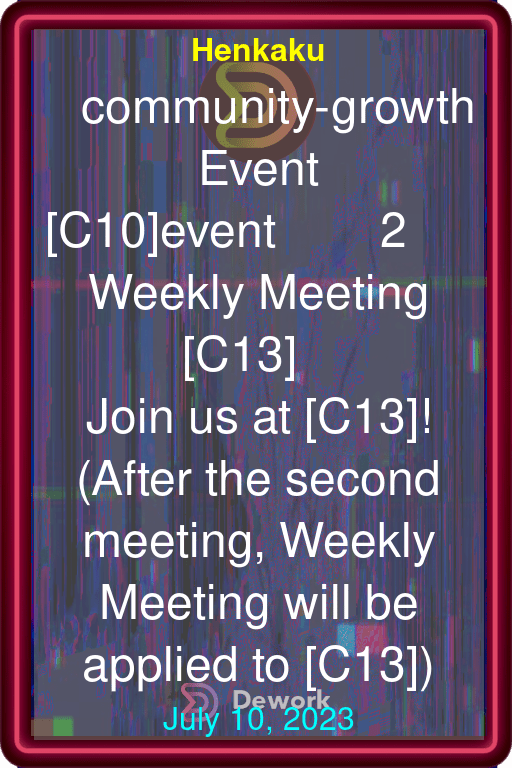 Henkaku
community-growth
Event
[C10]event 2
Weekly Meeting
[C13]
Join us at [C13]!
(After the second
meeting, Weekly
Meeting will be
applied to [C13])
Dework
July 10, 2023